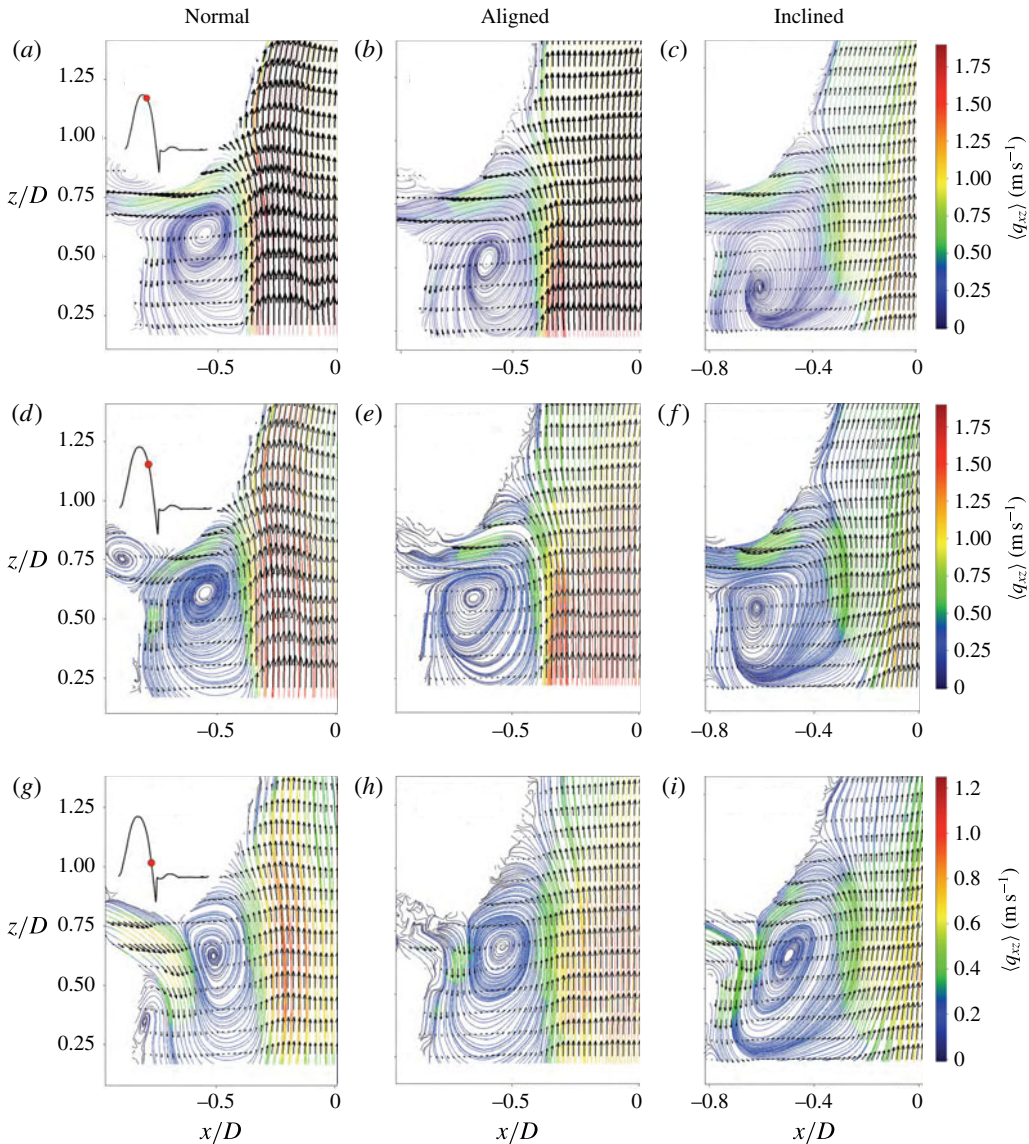 Normal Aligned Inclined
(a) (b) (c)
1.25
1.00
z/D 0.75
0.50
0.25
–0.5 0 –0.5 0 –0.8 –0.4 0
1.75
1.50
1.25
1.00
0.75
0.50
0.25
0
⟨q_xz⟩ (m s⁻¹)
(d) (e) (f)
1.25
1.00
z/D 0.75
0.50
0.25
–0.5 0 –0.5 0 –0.8 –0.4 0
1.75
1.50
1.25
1.00
0.75
0.50
0.25
0
⟨q_xz⟩ (m s⁻¹)
(g) (h) (i)
1.25
1.00
z/D 0.75
0.50
0.25
–0.5 0 –0.5 0 –0.8 –0.4 0
x/D x/D x/D
1.2
1.0
0.8
0.6
0.4
0.2
0
⟨q_xz⟩ (m s⁻¹)